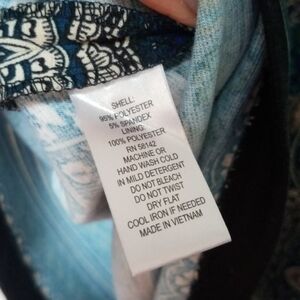 SHELL:
95% POLYESTER
5% SPANDEX
LINING:
100% POLYESTER
RN 58142
MACHINE OR
HAND WASH COLD
IN MILD DETERGENT
DO NOT BLEACH
DO NOT TWIST
DRY FLAT
COOL IRON IF NEEDED
MADE IN VIETNAM